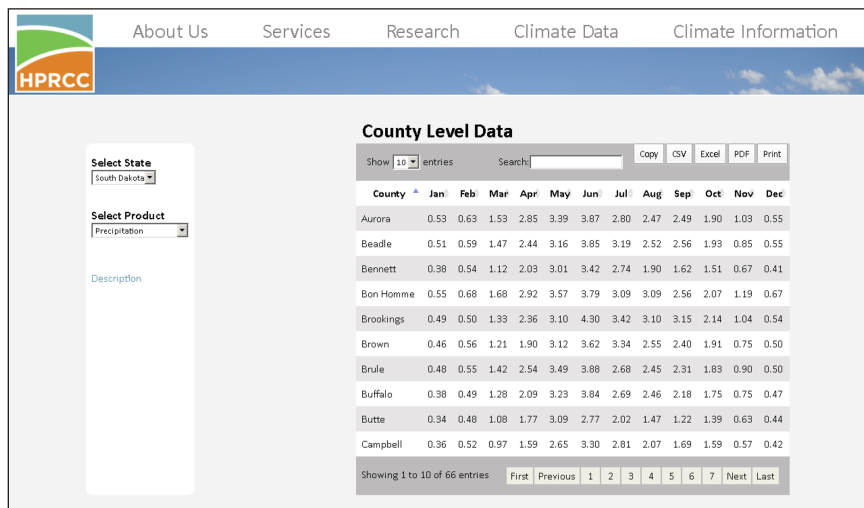 About Us Services Research Climate Data Climate Information
HPRCC
County Level Data
Select State
South Dakota
Select Product
Precipitation
Description
Show 10 entries Search: Copy CSV Excel PDF Print
County Jan Feb Mar Apr May Jun Jul Aug Sep Oct Nov Dec
Aurora 0.53 0.63 1.53 2.85 3.39 3.87 2.80 2.47 2.49 1.90 1.03 0.55
Beadle 0.51 0.59 1.47 2.44 3.16 3.85 3.19 2.52 2.56 1.93 0.85 0.55
Bennett 0.38 0.54 1.12 2.03 3.01 3.42 2.74 1.90 1.62 1.51 0.67 0.41
Bon Homme 0.55 0.68 1.68 2.92 3.57 3.79 3.09 3.09 2.56 2.07 1.19 0.67
Brookings 0.49 0.50 1.33 2.36 3.10 4.30 3.42 3.10 3.15 2.14 1.04 0.54
Brown 0.46 0.56 1.21 1.90 3.12 3.62 3.34 2.55 2.40 1.91 0.75 0.50
Brule 0.48 0.55 1.42 2.54 3.49 3.88 2.68 2.45 2.31 1.83 0.90 0.50
Buffalo 0.38 0.49 1.28 2.09 3.23 3.84 2.69 2.46 2.18 1.75 0.75 0.47
Butte 0.34 0.48 1.08 1.77 3.09 2.77 2.02 1.47 1.22 1.39 0.63 0.44
Campbell 0.36 0.52 0.97 1.59 2.65 3.30 2.81 2.07 1.69 1.59 0.57 0.42
Showing 1 to 10 of 66 entries First Previous 1 2 3 4 5 6 7 Next Last